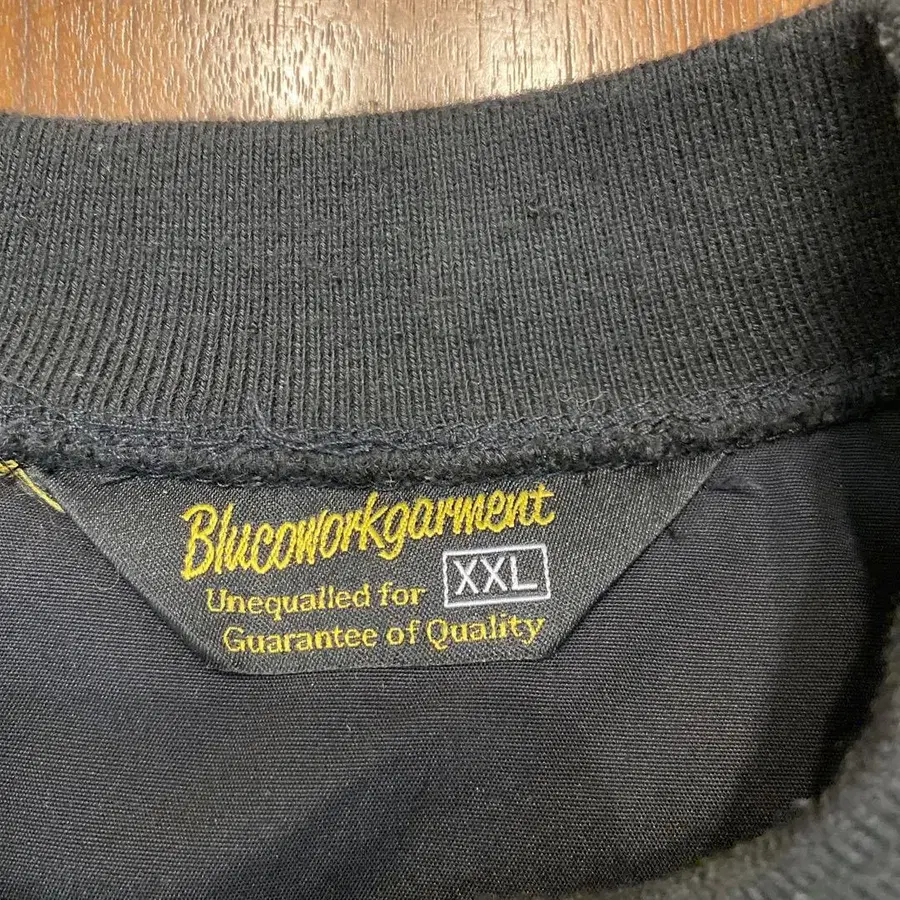 Blucoworkgarment
Unequalled for XXL
Guarantee of Quality